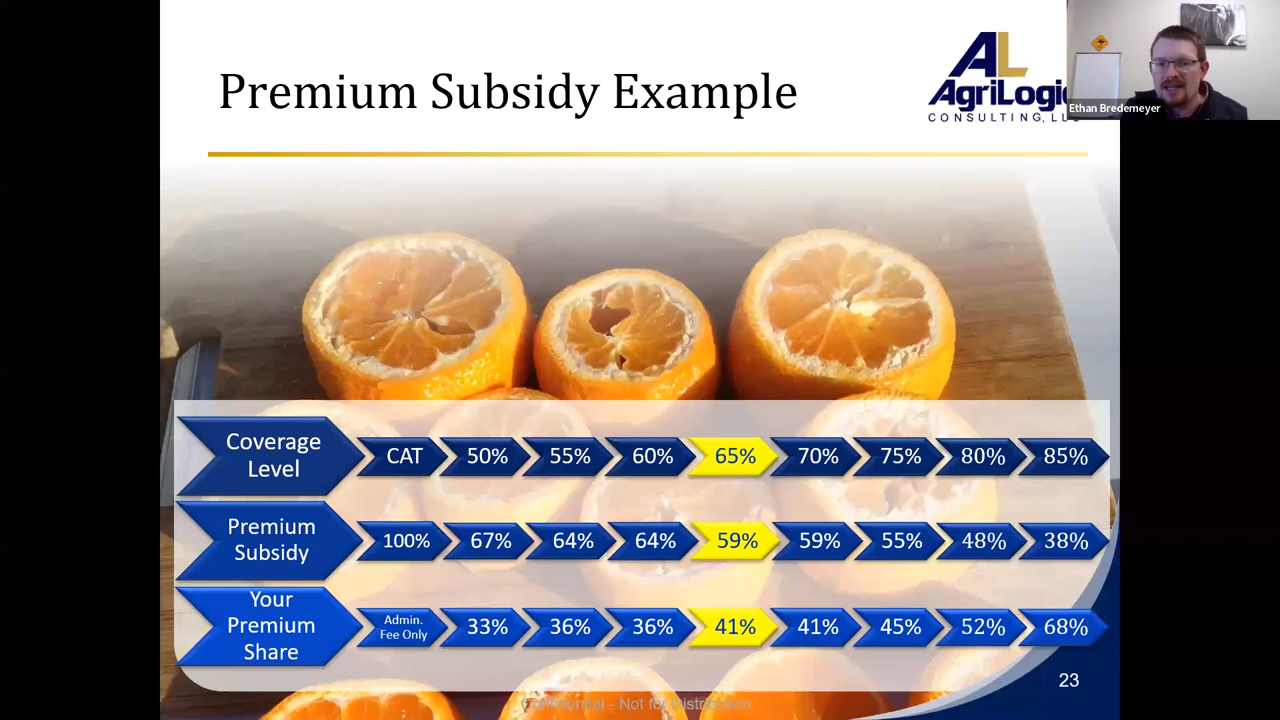 Premium Subsidy Example
AL
AgriLogic
CONSULTING, LLC
Ethan Bredemeyer
Coverage
Level
CAT 50% 55% 60% 65% 70% 75% 80% 85%
Premium
Subsidy
100% 67% 64% 64% 59% 59% 55% 48% 38%
Your
Premium
Share
Admin.
Fee Only
33% 36% 36% 41% 41% 45% 52% 68%
23
Confidential - Not for Distribution